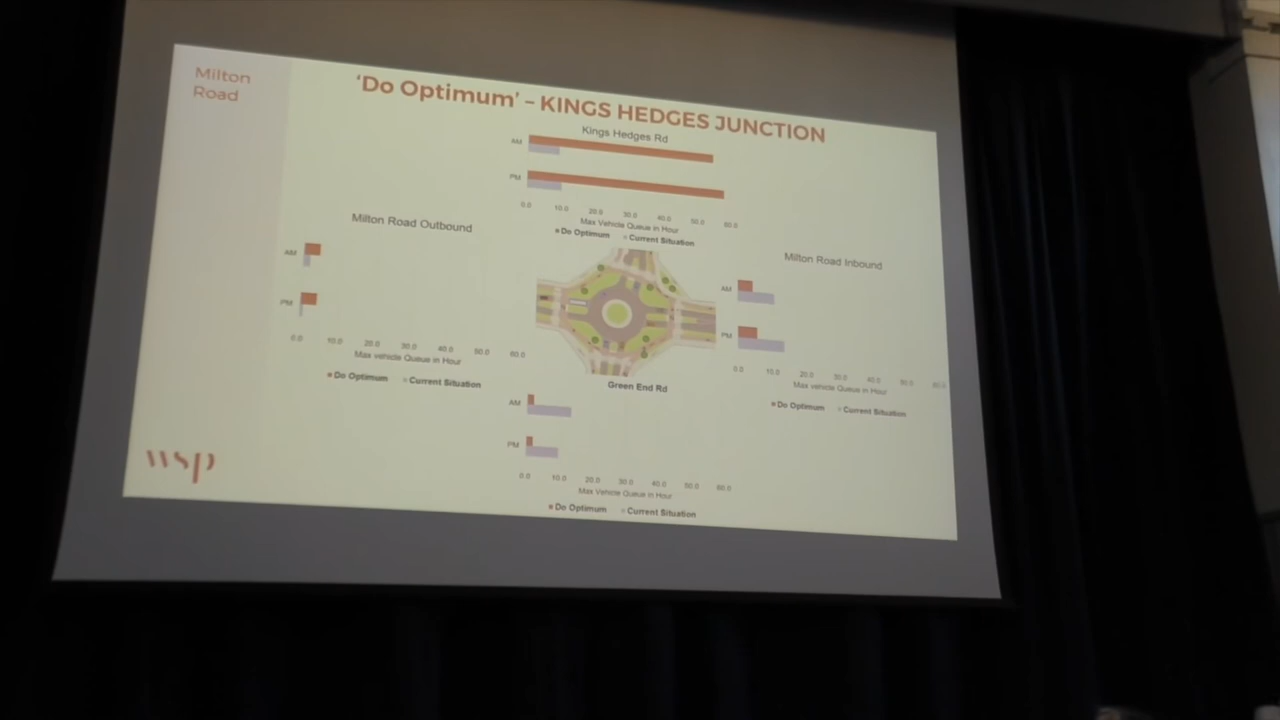 Milton
Road
'Do Optimum' – KINGS HEDGES JUNCTION
Kings Hedges Rd
AM
PM
0.0 10.0 20.0 30.0 40.0 50.0 60.0
Max Vehicle Queue in Hour
Do Optimum Current Situation
Milton Road Outbound
AM
PM
0.0 10.0 20.0 30.0 40.0 50.0 60.0
Max vehicle Queue in Hour
Do Optimum Current Situation
Milton Road Inbound
AM
PM
0.0 10.0 20.0 30.0 40.0 50.0 60.0
Max vehicle Queue in Hour
Do Optimum Current Situation
Green End Rd
AM
PM
0.0 10.0 20.0 30.0 40.0 50.0 60.0
Max Vehicle Queue in Hour
Do Optimum Current Situation
wsp